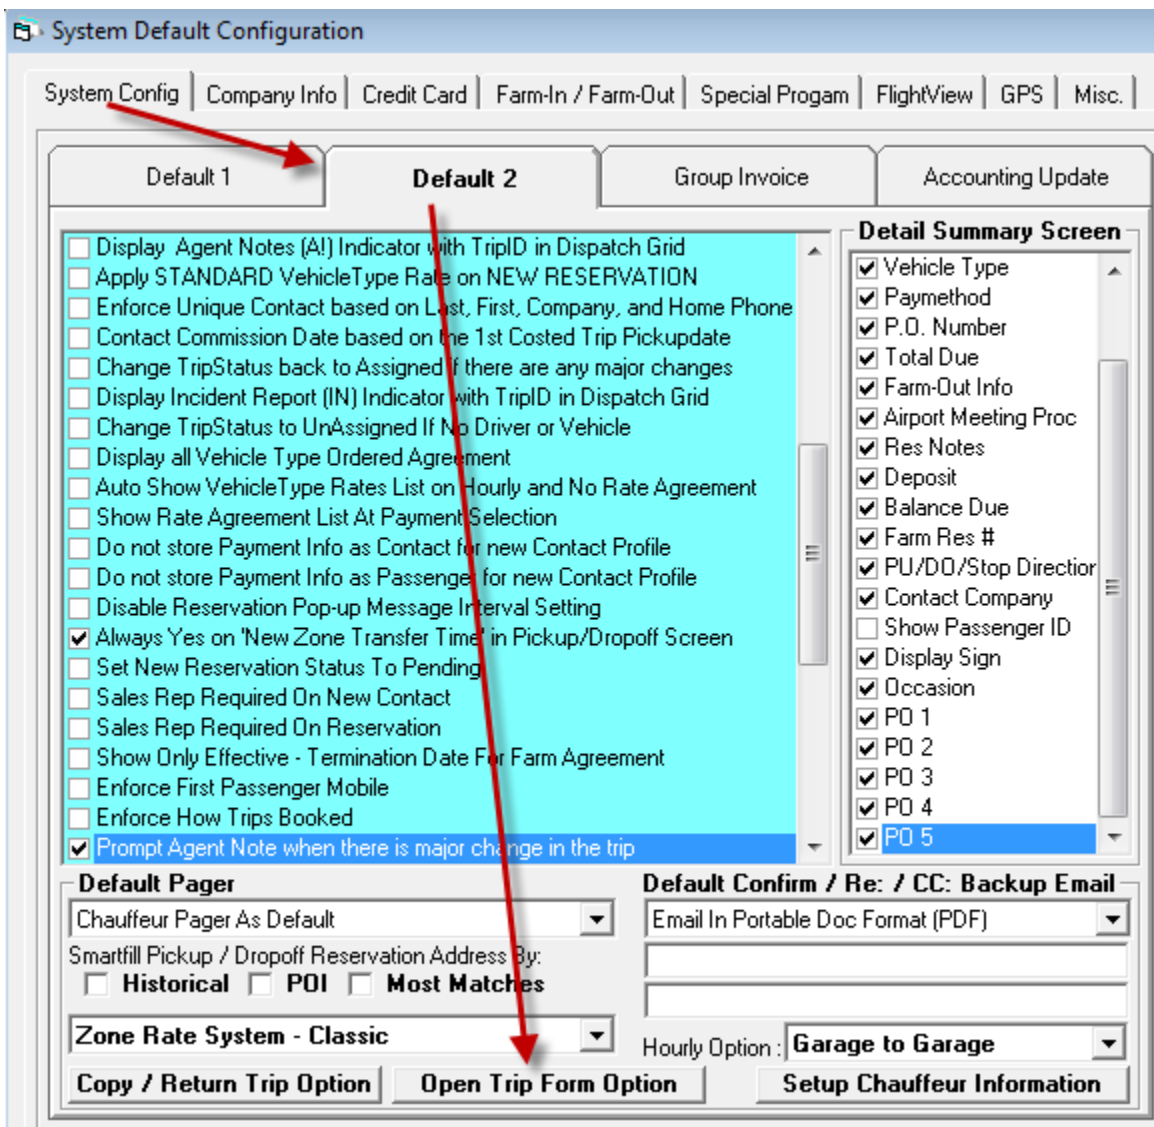 System Default Configuration
System Config
Company Info
Credit Card
Farm-In / Farm-Out
Special Progam
FlightView
GPS
Misc.
Default 1
Default 2
Group Invoice
Accounting Update
Display Agent Notes (A!) Indicator with TripID in Dispatch Grid
Apply STANDARD VehicleType Rate on NEW RESERVATION
Enforce Unique Contact based on Last, First, Company, and Home Phone
Contact Commission Date based on the 1st Costed Trip Pickupdate
Change TripStatus back to Assigned if there are any major changes
Display Incident Report (IN) Indicator with TripID in Dispatch Grid
Change TripStatus to UnAssigned If No Driver or Vehicle
Display all Vehicle Type Ordered Agreement
Auto Show VehicleType Rates List on Hourly and No Rate Agreement
Show Rate Agreement List At Payment Selection
Do not store Payment Info as Contact for new Contact Profile
Do not store Payment Info as Passenger for new Contact Profile
Disable Reservation Pop-up Message Interval Setting
Always Yes on 'New Zone Transfer Time' in Pickup/Dropoff Screen
Set New Reservation Status To Pending
Sales Rep Required On New Contact
Sales Rep Required On Reservation
Show Only Effective - Termination Date For Farm Agreement
Enforce First Passenger Mobile
Enforce How Trips Booked
Prompt Agent Note when there is major change in the trip
Detail Summary Screen
Vehicle Type
Paymethod
P.O. Number
Total Due
Farm-Out Info
Airport Meeting Proc
Res Notes
Deposit
Balance Due
Farm Res #
PU/DO/Stop Direction
Contact Company
Show Passenger ID
Display Sign
Occasion
PO 1
PO 2
PO 3
PO 4
PO 5
Default Pager
Chauffeur Pager As Default
Smartfill Pickup / Dropoff Reservation Address By:
Historical
POI
Most Matches
Zone Rate System - Classic
Default Confirm / Re: / CC: Backup Email
Email In Portable Doc Format (PDF)
Hourly Option :
Garage to Garage
Copy / Return Trip Option
Open Trip Form Option
Setup Chauffeur Information